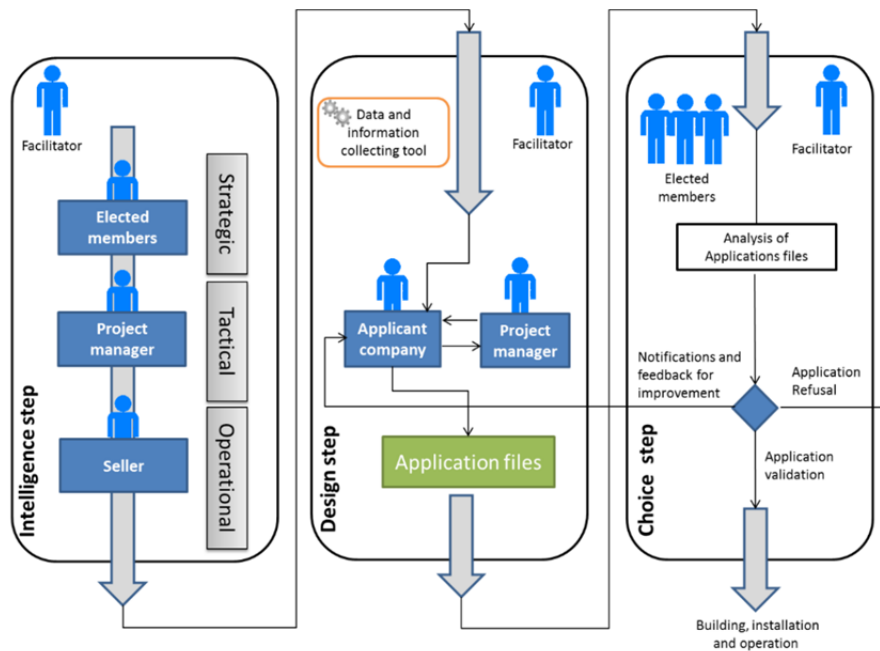 Facilitator
Elected
members
Project
manager
Seller
Strategic
Tactical
Operational
Intelligence step
Data and
information
collecting tool
Facilitator
Applicant
company
Project
manager
Application files
Design step
Elected
members
Facilitator
Analysis of
Applications files
Notifications and
feedback for
improvement
Application
Refusal
Application
validation
Choice step
Building, installation
and operation